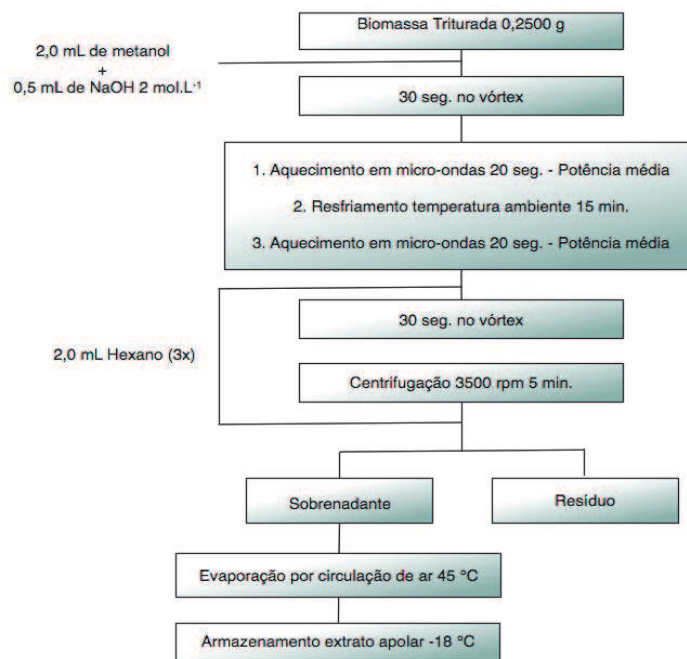 Biomassa Triturada 0,2500 g
2,0 mL de metanol
+
0,5 mL de NaOH 2 mol.L⁻¹
30 seg. no vórtex
1. Aquecimento em micro-ondas 20 seg. - Potência média
2. Resfriamento temperatura ambiente 15 min.
3. Aquecimento em micro-ondas 20 seg. - Potência média
30 seg. no vórtex
2,0 mL Hexano (3x)
Centrifugação 3500 rpm 5 min.
Sobrenadante
Resíduo
Evaporação por circulação de ar 45 ºC
Armazenamento extrato apolar -18 ºC